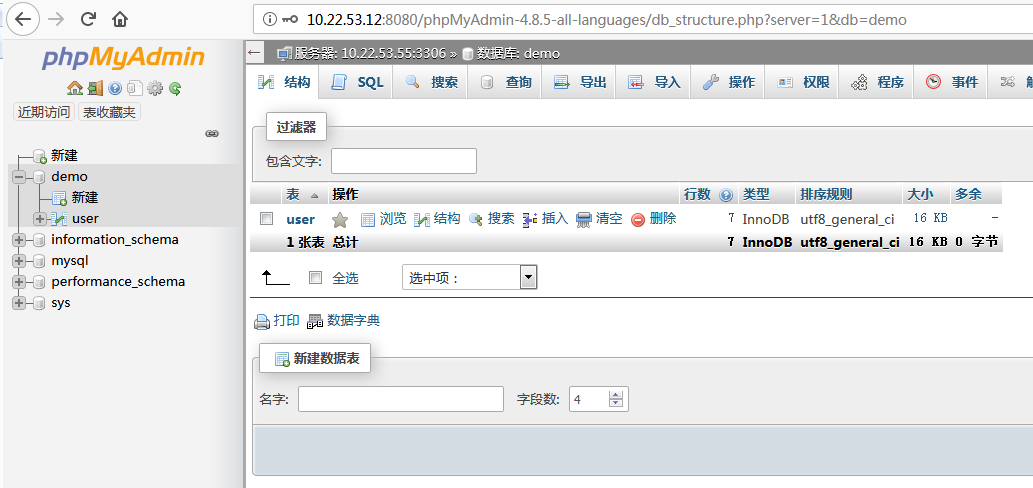 10.22.53.12:8080/phpMyAdmin-4.8.5-all-languages/db_structure.php?server=1&db=demo
phpMyAdmin
近期访问 表收藏夹
新建
demo
新建
user
information_schema
mysql
performance_schema
sys
服务器: 10.22.53.55:3306 » 数据库: demo
结构 SQL 搜索 查询 导出 导入 操作 权限 程序 事件
过滤器
包含文字:
表 操作 行数 类型 排序规则 大小 多余
user 浏览 结构 搜索 插入 清空 删除 7 InnoDB utf8_general_ci 16 KB -
1 张表 总计 7 InnoDB utf8_general_ci 16 KB 0 字节
全选 选中项：
打印 数据字典
新建数据表
名字: 字段数: 4